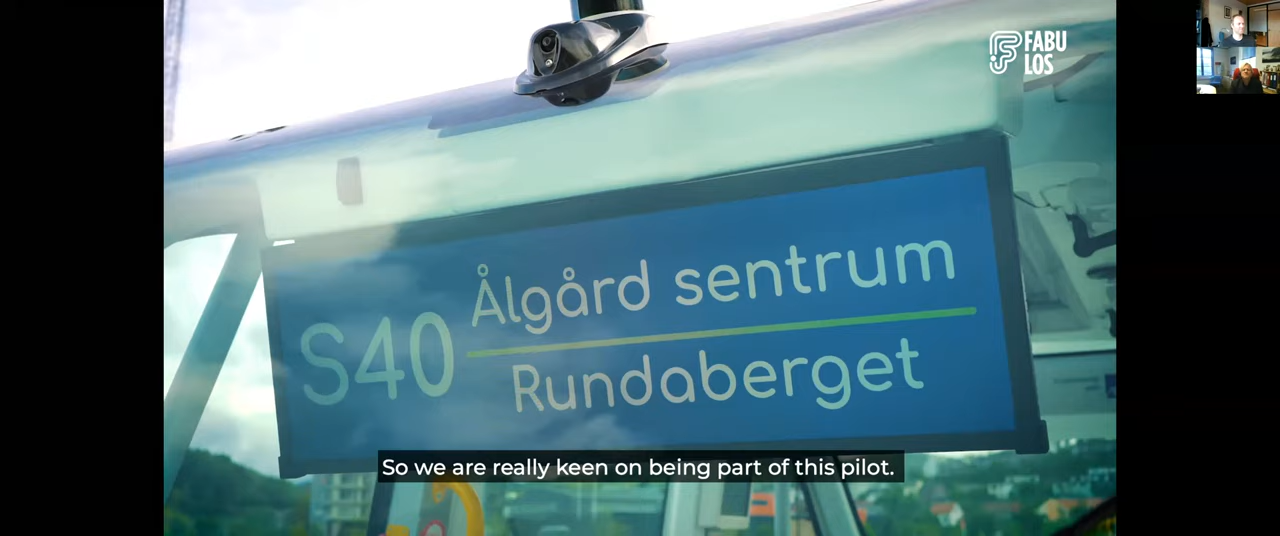 FABU
LOS
S40
Ålgård sentrum
Rundaberget
So we are really keen on being part of this pilot.